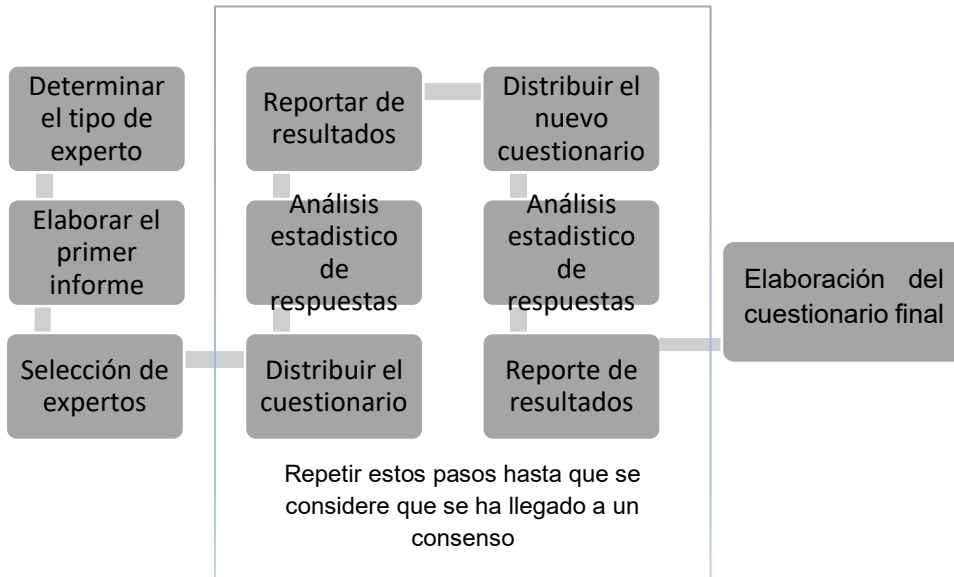 Determinar
el tipo de
experto
Elaborar el
primer
informe
Selección de
expertos
Distribuir el
cuestionario
Análisis
estadistico
de
respuestas
Reportar de
resultados
Distribuir el
nuevo
cuestionario
Análisis
estadistico
de
respuestas
Reporte de
resultados
Elaboración del
cuestionario final
Repetir estos pasos hasta que se
considere que se ha llegado a un
consenso